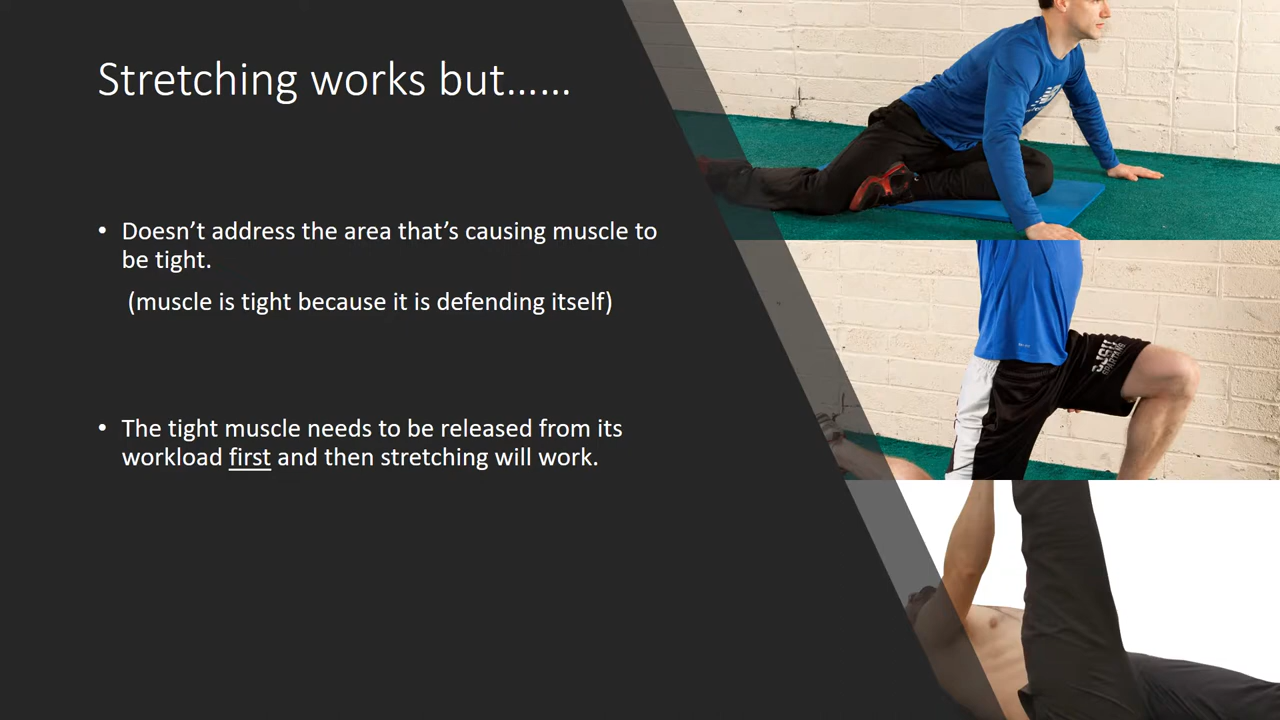 Stretching works but……
• Doesn’t address the area that’s causing muscle to
be tight.
(muscle is tight because it is defending itself)
• The tight muscle needs to be released from its
workload first and then stretching will work.
SPARTANS